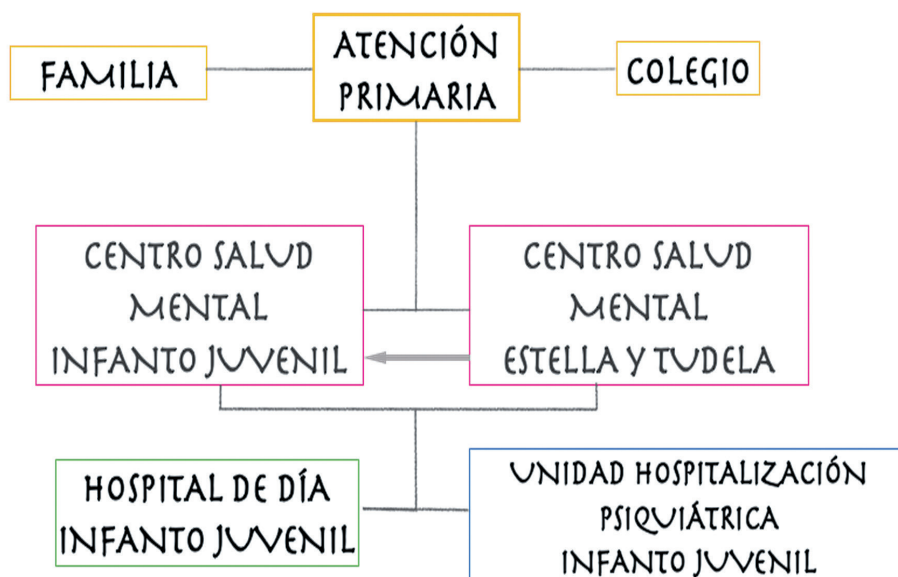 FAMILIA
ATENCIÓN
PRIMARIA
COLEGIO
CENTRO SALUD
MENTAL
INFANTO JUVENIL
CENTRO SALUD
MENTAL
ESTELLA Y TUDELA
HOSPITAL DE DÍA
INFANTO JUVENIL
UNIDAD HOSPITALIZACIÓN
PSIQUIÁTRICA
INFANTO JUVENIL